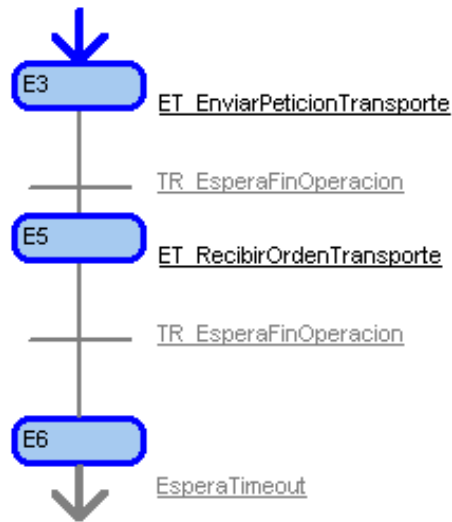 E3
ET_EnviarPeticionTransporte
TR_EsperaFinOperacion
E5
ET_RecibirOrdenTransporte
TR_EsperaFinOperacion
E6
EsperaTimeout